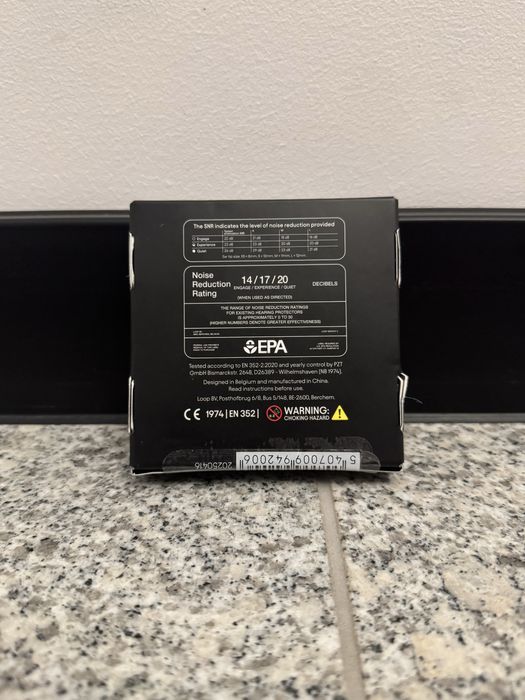 The SNR indicates the level of noise reduction provided
Engage
Experience
Quiet
Noise
Reduction
Rating
14/17/20
ENGAGE / EXPERIENCE / QUIET
DECIBELS
(WHEN USED AS DIRECTED)
THE RANGE OF NOISE REDUCTION RATINGS
FOR EXISTING HEARING PROTECTORS
IS APPROXIMATELY 0 TO 30
(HIGHER NUMBERS DENOTE GREATER EFFECTIVENESS)
EPA
Tested according to EN 352-2:2020 and yearly control by PZT
GmbH Bismarckstr. 264B, D26389 - Wilhelmshaven (NB 1974).
Designed in Belgium and manufactured in China.
Read instructions before use.
Loop BV, Posthofbrug 6/8, Bus 5/148, BE-2600, Berchem.
CE 1974 | EN 352 |
WARNING:
CHOKING HAZARD
5 407009 942006
20250416